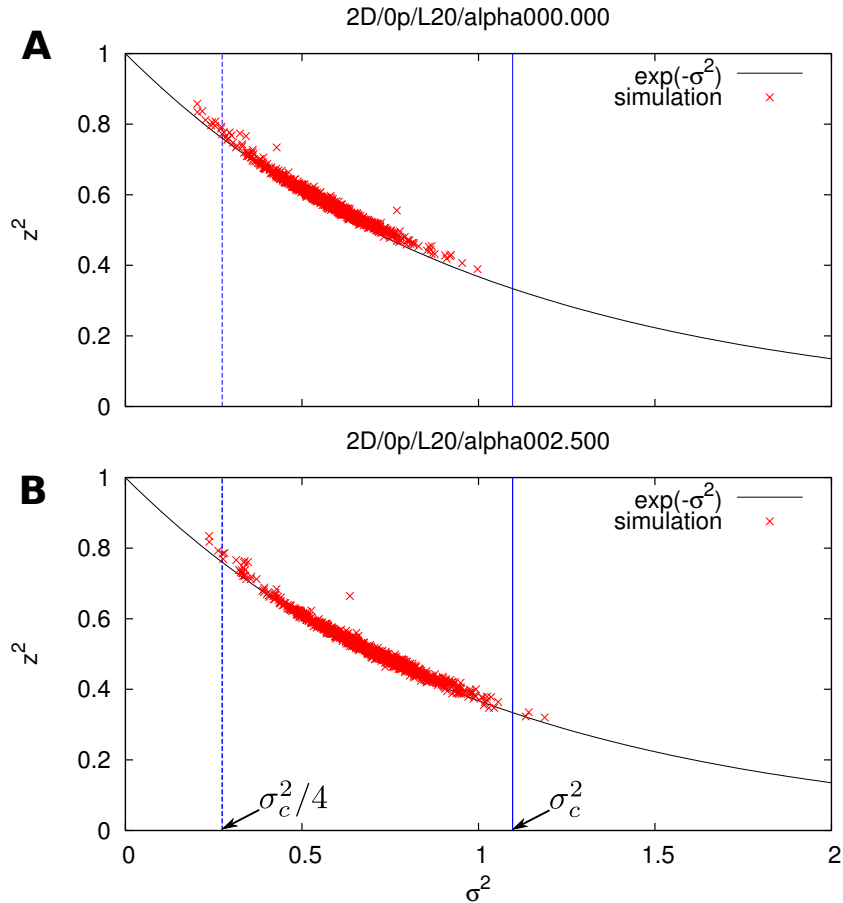 2D/0p/L20/alpha000.000
A
1
exp(-σ²)
simulation
0.8
0.6
z²
0.4
0.2
0
2D/0p/L20/alpha002.500
B
1
exp(-σ²)
simulation
0.8
0.6
z²
0.4
0.2
σ_c²/4
σ_c²
0
0 0.5 1 1.5 2
σ²